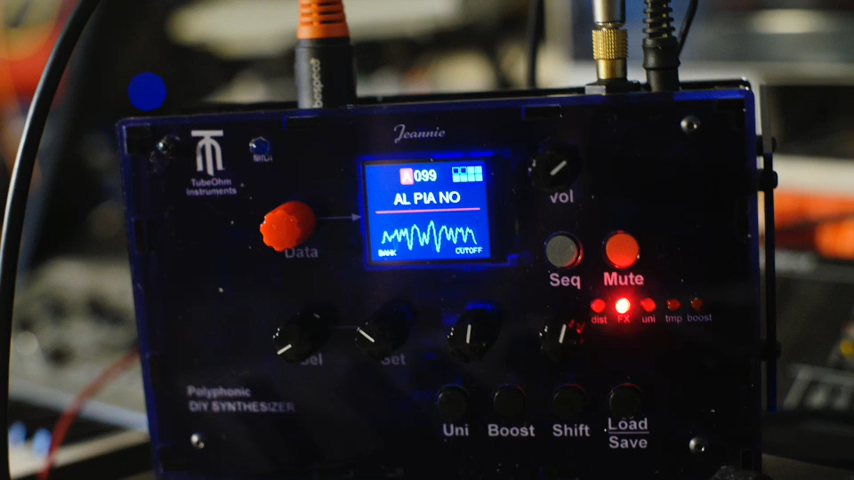 Jeannie
TubeOhm
Instruments
MIDI
A 099
AL PIA NO
BANK CUTOFF
Vol
Data
Seq Mute
dist FX uni tmp boost
Sel Set
Polyphonic
DIY SYNTHESIZER
Uni Boost Shift Load
Save